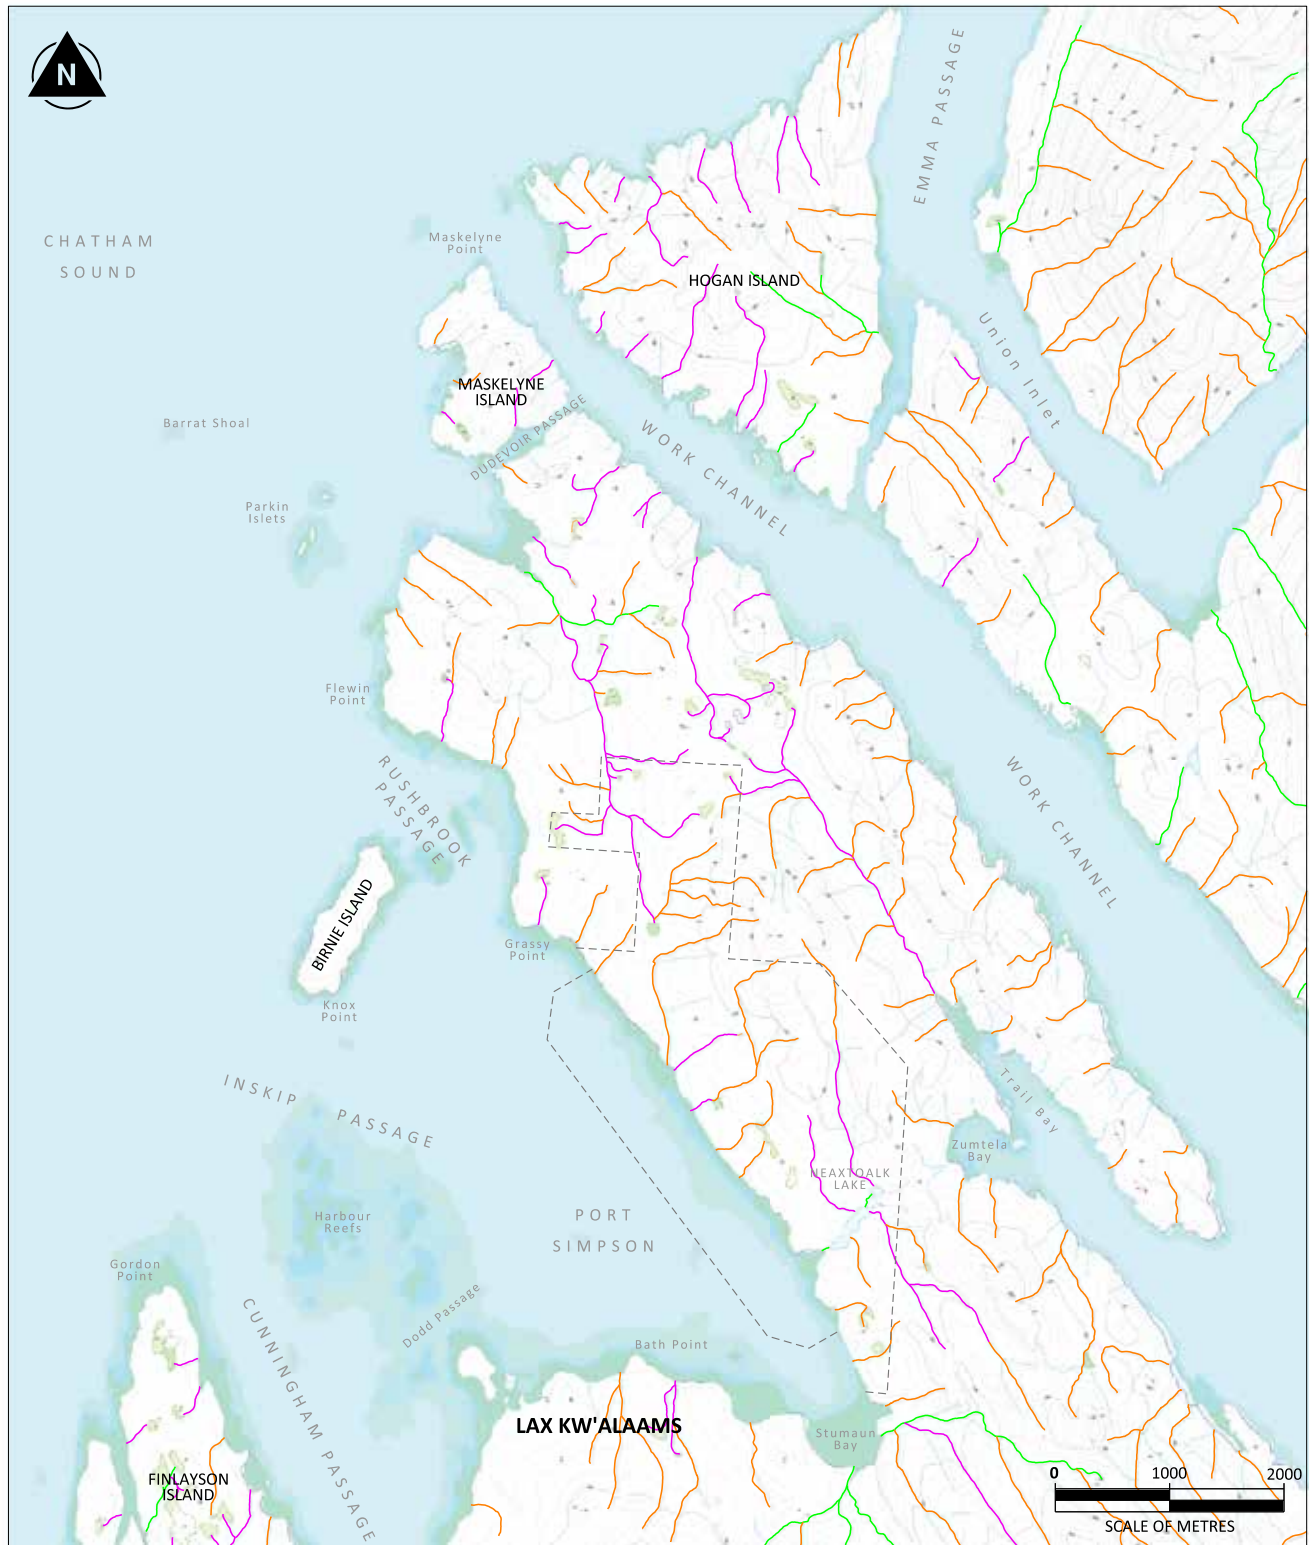 N
EMMA PASSAGE
CHATHAM
SOUND
Maskelyne
Point
HOGAN ISLAND
Union Inlet
MASKELYNE
ISLAND
DUDEVOIR PASSAGE
Barrat Shoal
WORK CHANNEL
Parkin
Islets
Flewin
Point
RUSHBROOK
PASSAGE
WORK CHANNEL
BIRNIE ISLAND
Grassy
Point
Knox
Point
INSKIP PASSAGE
Trail Bay
Zumtela
Bay
NEAXTOALK
LAKE
Harbour
Reefs
PORT
SIMPSON
Gordon
Point
Dodd Passage
CUNNINGHAM PASSAGE
Bath Point
LAX KW'ALAAMS
Stumaun
Bay
FINLAYSON
ISLAND
0 1000 2000
SCALE OF METRES